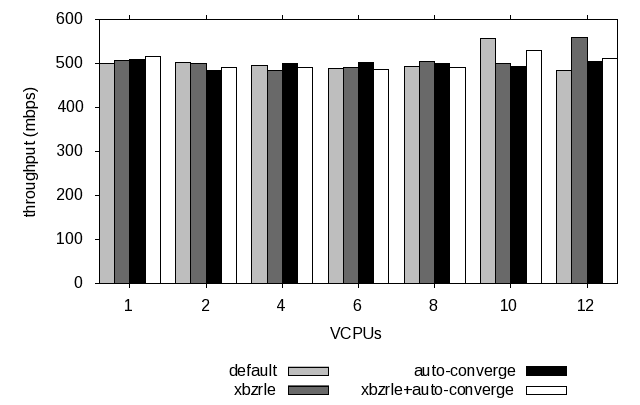 600
500
400
300
200
100
0
throughput (mbps)
1 2 4 6 8 10 12
VCPUs
default auto-converge
xbzrle xbzrle+auto-converge